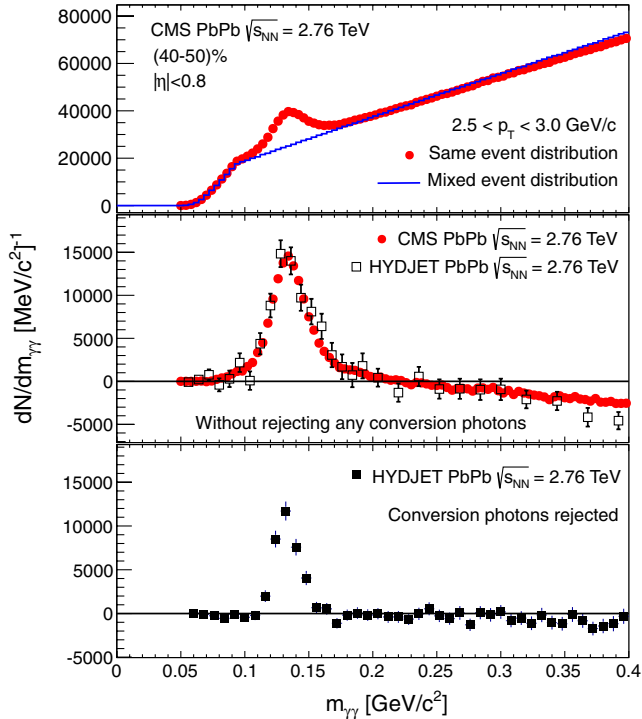 80000
60000
40000
20000
0
CMS PbPb √s_NN = 2.76 TeV
(40-50)%
|η|<0.8
2.5 < p_T < 3.0 GeV/c
Same event distribution
Mixed event distribution
dN/dm_γγ [MeV/c²]⁻¹
15000
10000
5000
0
-5000
CMS PbPb √s_NN = 2.76 TeV
HYDJET PbPb √s_NN = 2.76 TeV
Without rejecting any conversion photons
15000
10000
5000
0
-5000
HYDJET PbPb √s_NN = 2.76 TeV
Conversion photons rejected
0 0.05 0.1 0.15 0.2 0.25 0.3 0.35 0.4
m_γγ [GeV/c²]